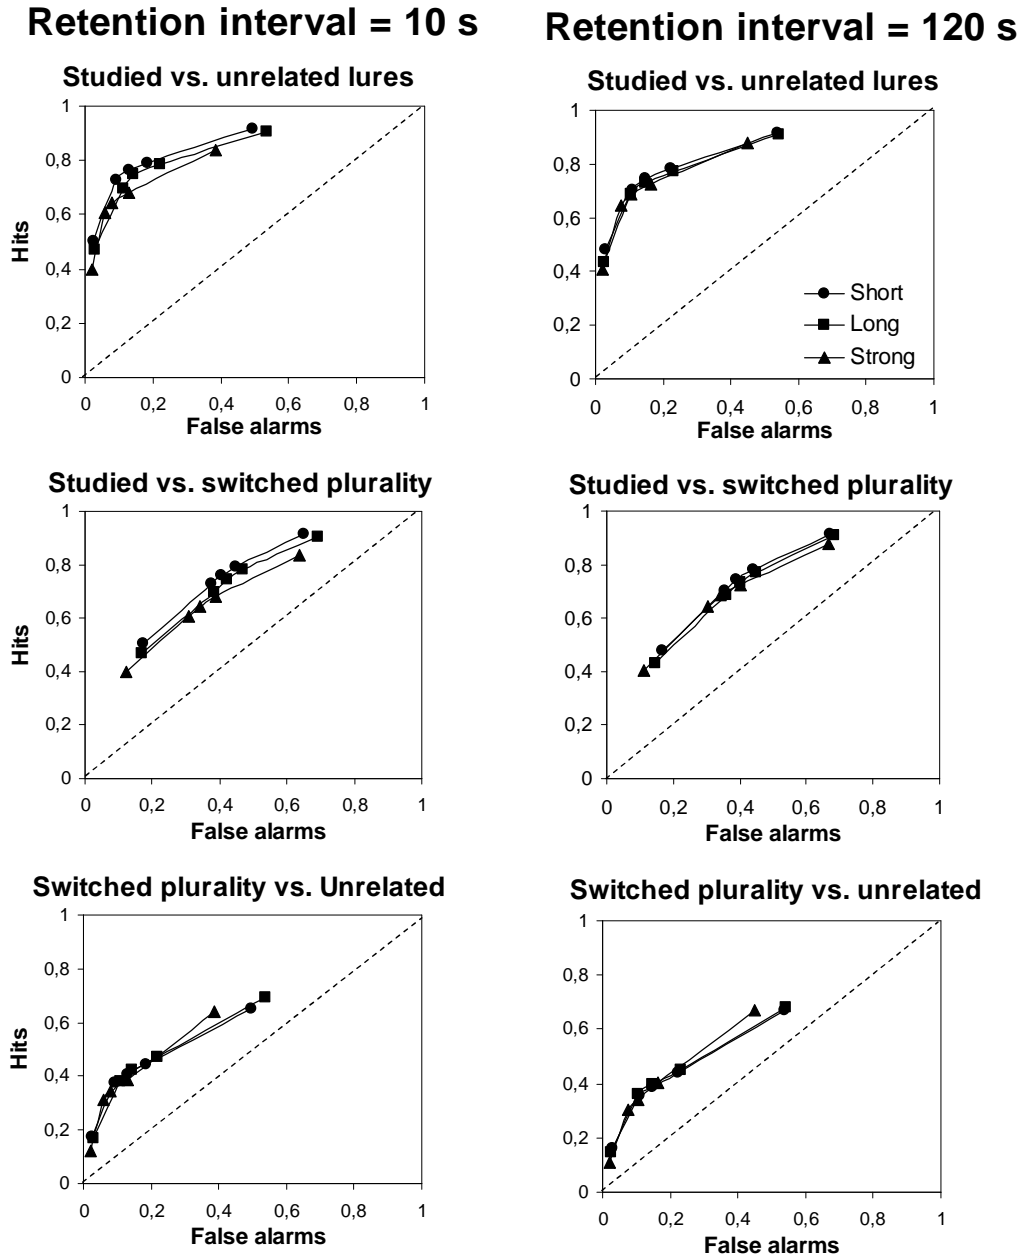 Retention interval = 10 s
Retention interval = 120 s
Studied vs. unrelated lures
1
0,8
0,6
0,4
0,2
0
Hits
0 0,2 0,4 0,6 0,8 1
False alarms
Studied vs. unrelated lures
1
0,8
0,6
0,4
0,2
0
Short
Long
Strong
0 0,2 0,4 0,6 0,8 1
False alarms
Studied vs. switched plurality
1
0,8
0,6
0,4
0,2
0
Hits
0 0,2 0,4 0,6 0,8 1
False alarms
Studied vs. switched plurality
1
0,8
0,6
0,4
0,2
0
0 0,2 0,4 0,6 0,8 1
False alarms
Switched plurality vs. Unrelated
1
0,8
0,6
0,4
0,2
0
Hits
0 0,2 0,4 0,6 0,8 1
False alarms
Switched plurality vs. unrelated
1
0,8
0,6
0,4
0,2
0
0 0,2 0,4 0,6 0,8 1
False alarms